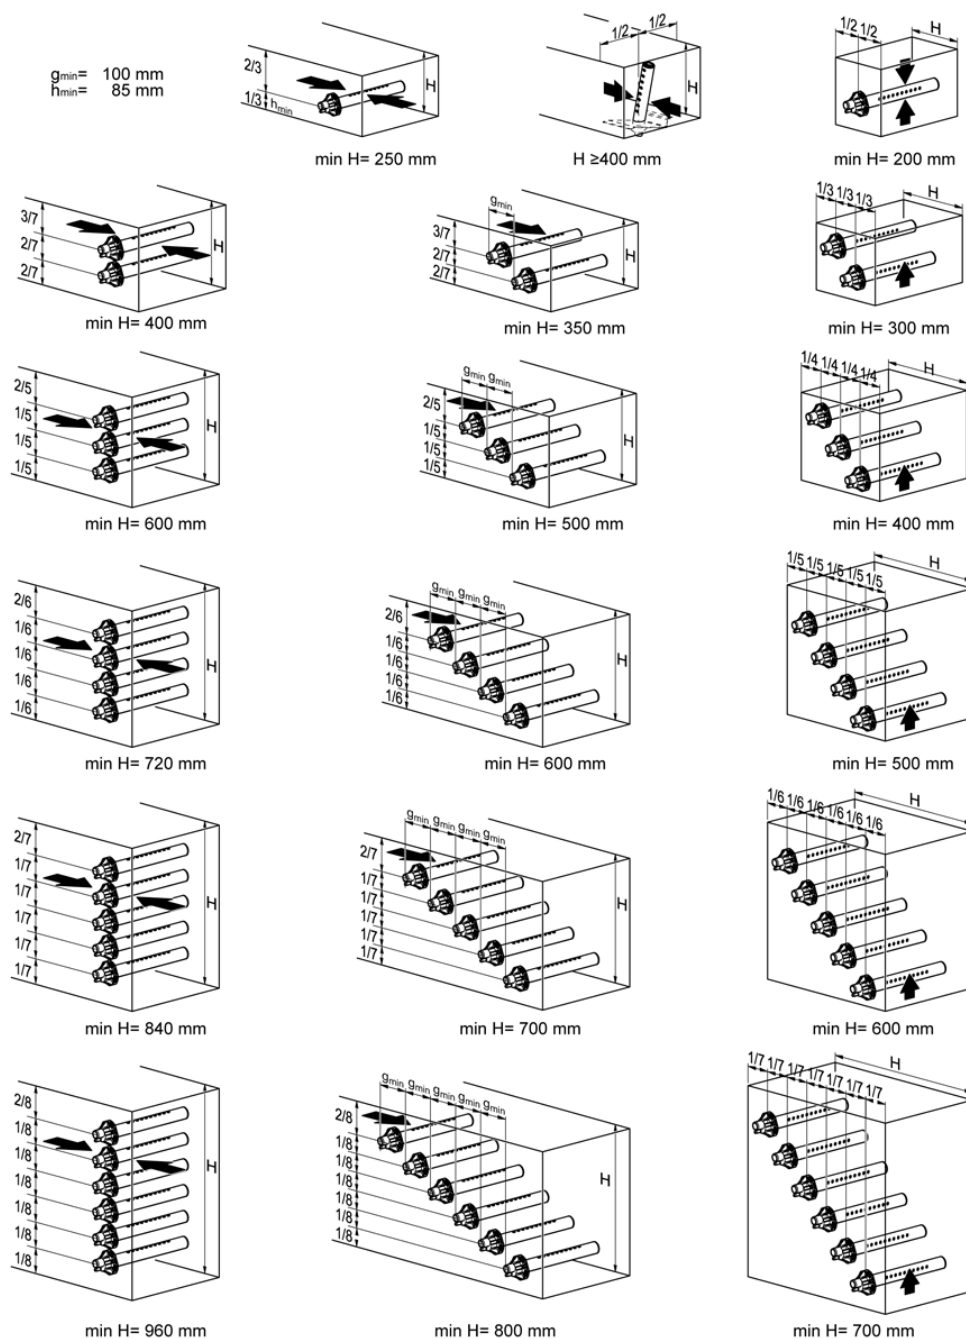 gmin= 100 mm
hmin= 85 mm
2/3
1/3
hmin
H
min H= 250 mm
1/2
1/2
H
H ≥400 mm
1/2
1/2
H
min H= 200 mm
3/7
2/7
2/7
H
min H= 400 mm
gmin
3/7
2/7
2/7
H
min H= 350 mm
1/3
1/3
1/3
H
min H= 300 mm
2/5
1/5
1/5
1/5
H
min H= 600 mm
gmin
gmin
2/5
1/5
1/5
1/5
H
min H= 500 mm
1/4
1/4
1/4
1/4
H
min H= 400 mm
2/6
1/6
1/6
1/6
1/6
H
min H= 720 mm
gmin
gmin
gmin
2/6
1/6
1/6
1/6
1/6
H
min H= 600 mm
1/5
1/5
1/5
1/5
1/5
H
min H= 500 mm
2/7
1/7
1/7
1/7
1/7
1/7
H
min H= 840 mm
gmin
gmin
gmin
gmin
2/7
1/7
1/7
1/7
1/7
1/7
H
min H= 700 mm
1/6
1/6
1/6
1/6
1/6
1/6
H
min H= 600 mm
2/8
1/8
1/8
1/8
1/8
1/8
1/8
H
min H= 960 mm
gmin
gmin
gmin
gmin
gmin
2/8
1/8
1/8
1/8
1/8
1/8
1/8
H
min H= 800 mm
1/7
1/7
1/7
1/7
1/7
1/7
1/7
H
min H= 700 mm